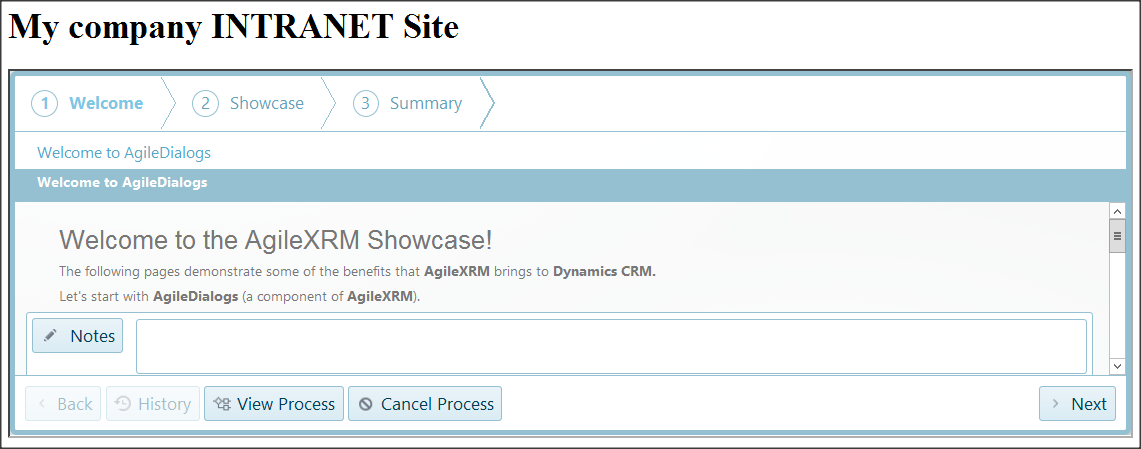 My company INTRANET Site
1 Welcome 2 Showcase 3 Summary
Welcome to AgileDialogs
Welcome to AgileDialogs
Welcome to the AgileXRM Showcase!
The following pages demonstrate some of the benefits that AgileXRM brings to Dynamics CRM.
Let's start with AgileDialogs (a component of AgileXRM).
Notes
Back History View Process Cancel Process Next